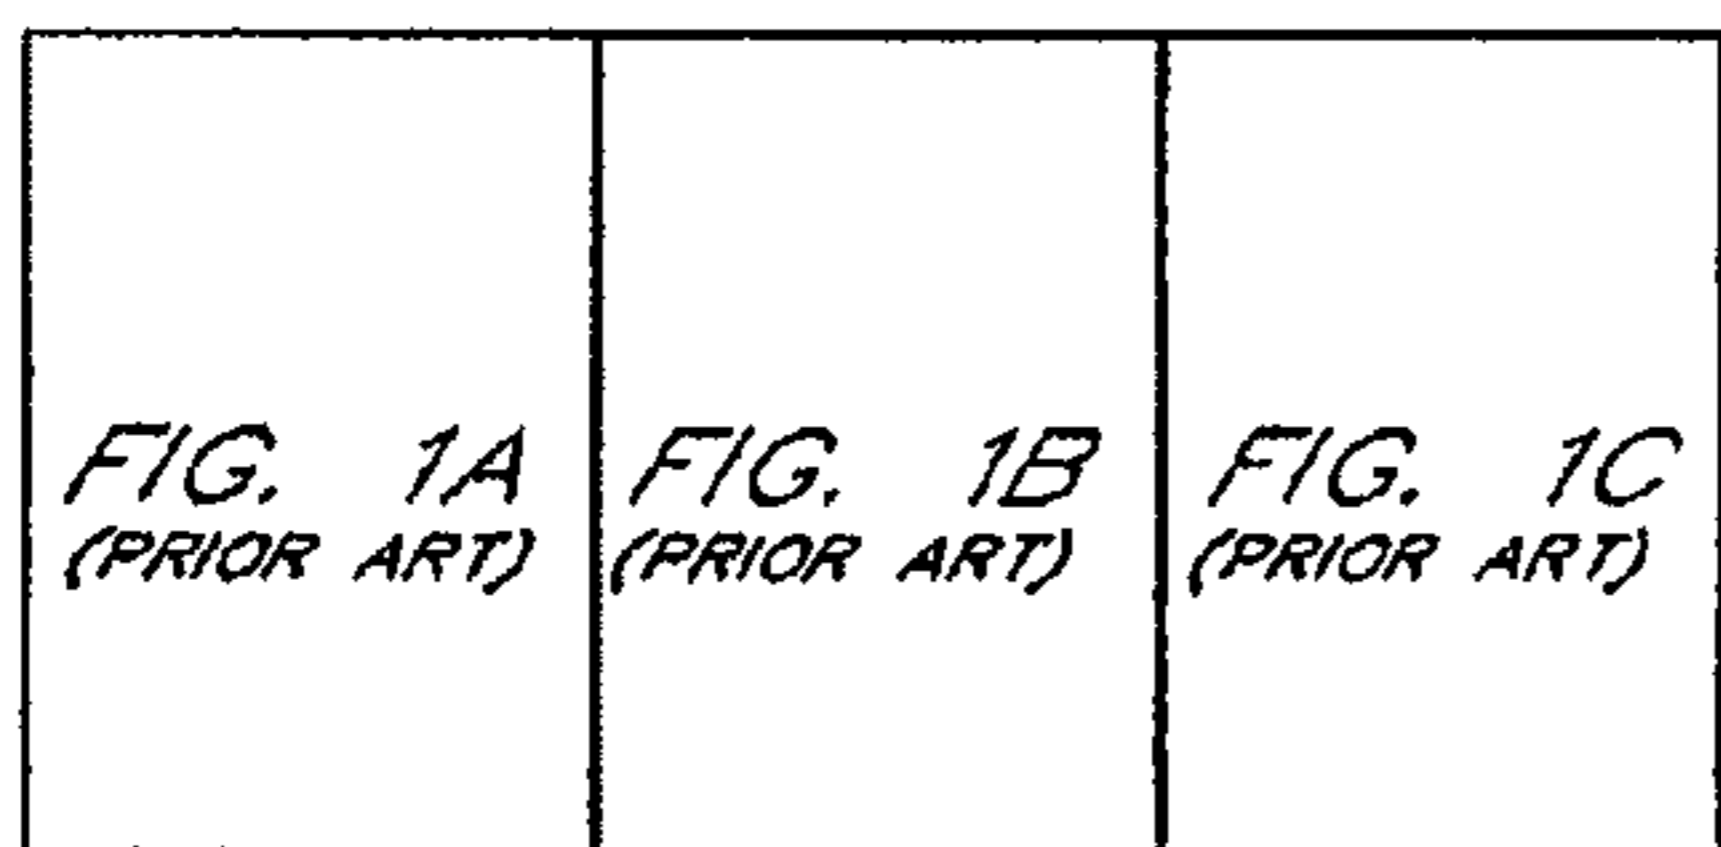 FIG. 1A
(PRIOR ART)
FIG. 1B
(PRIOR ART)
FIG. 1C
(PRIOR ART)